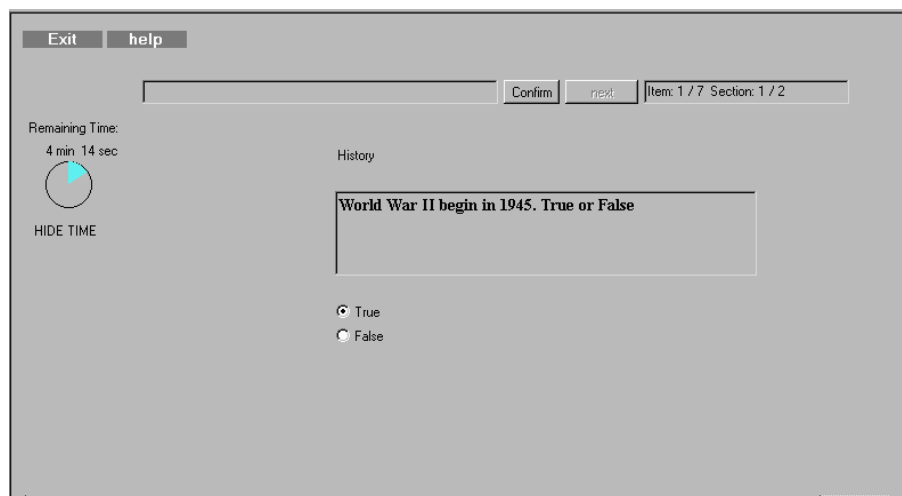 Exit help
Confirm next Item: 1 / 7 Section: 1 / 2
Remaining Time:
4 min 14 sec
HIDE TIME
History
World War II begin in 1945. True or False
True
False